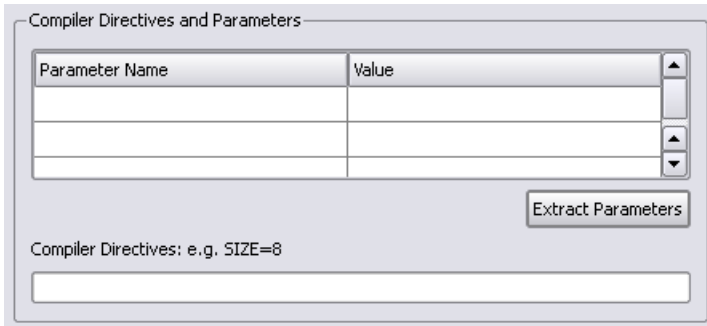 Compiler Directives and Parameters
Parameter Name Value
Extract Parameters
Compiler Directives: e.g. SIZE=8